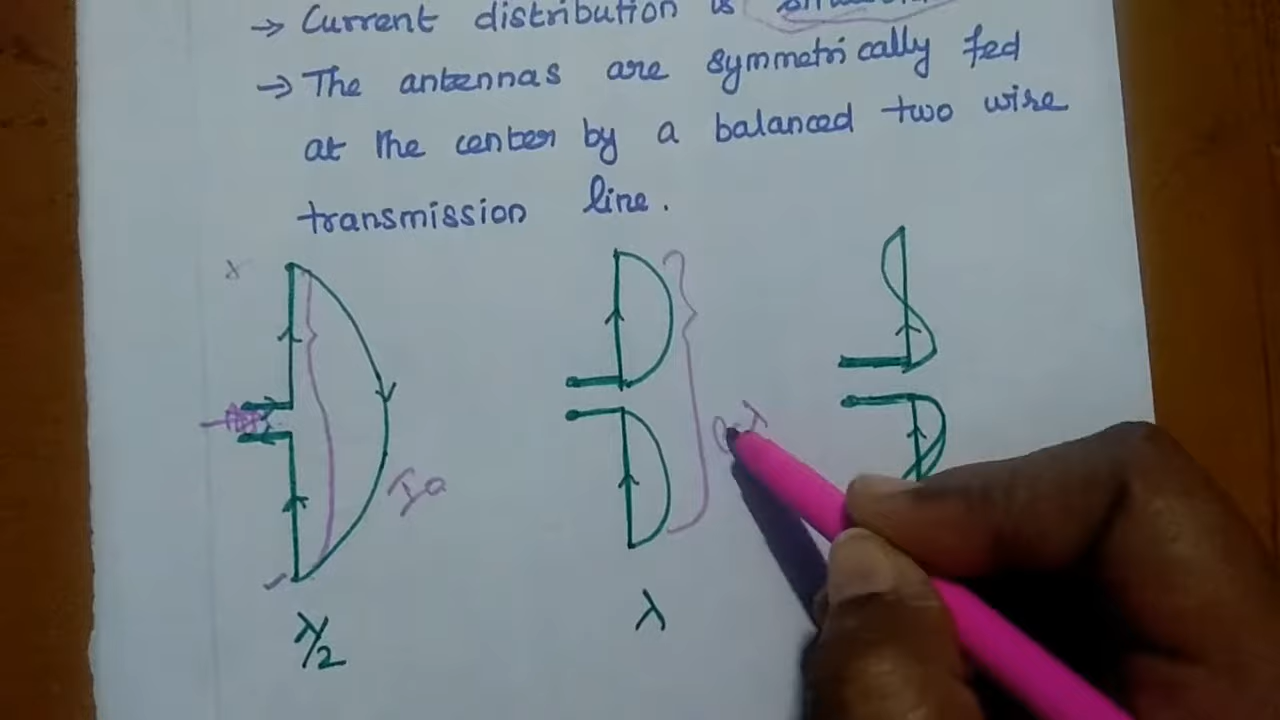 → Current distribution is
→ The antennas are symmetrically fed
at the center by a balanced two wire
transmission line.
λ/2
λ